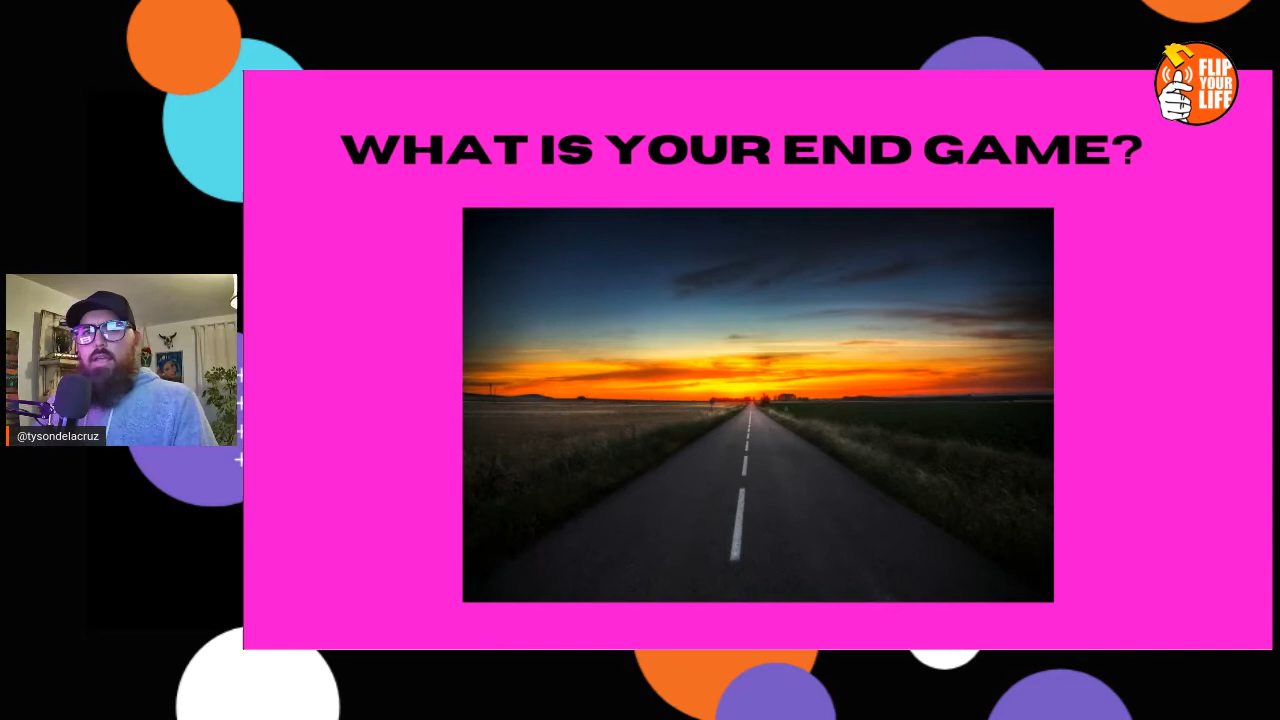 FLIP
YOUR
LIFE
WHAT IS YOUR END GAME?
@tysondelacruz